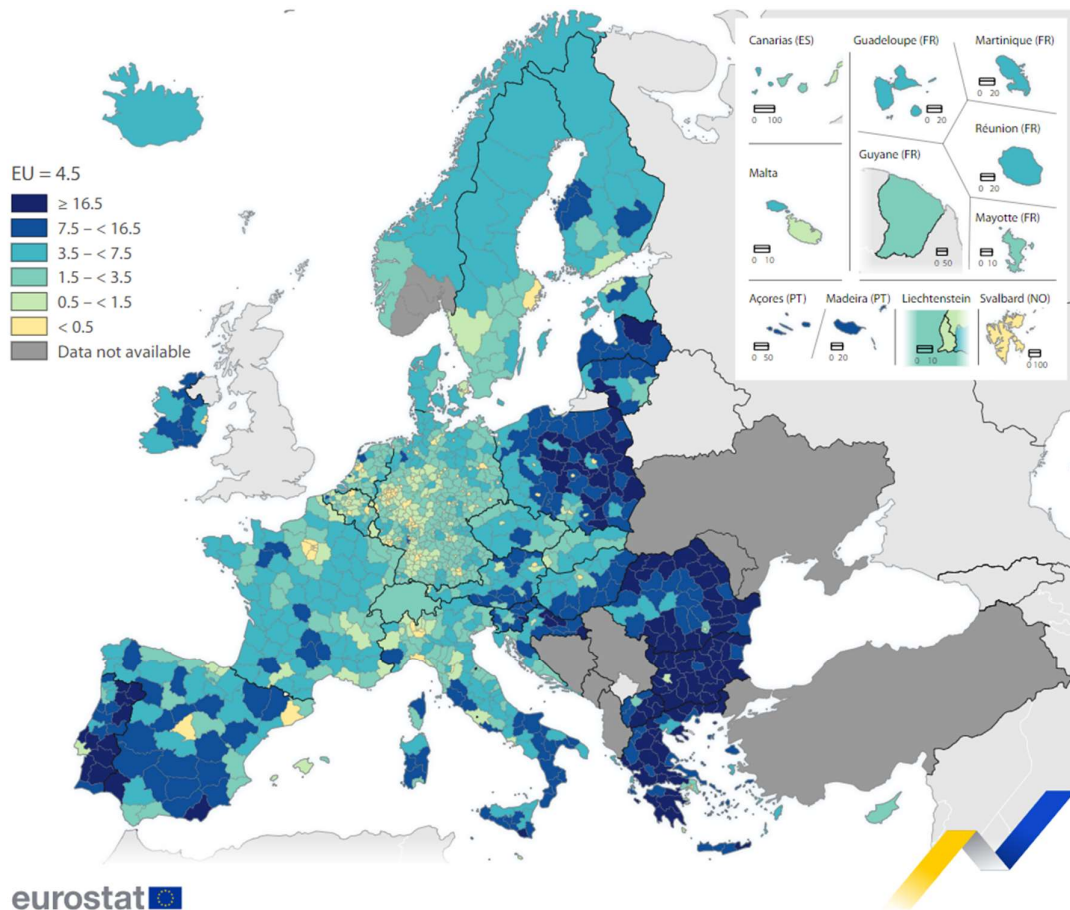 EU = 4.5
≥ 16.5
7.5 – < 16.5
3.5 – < 7.5
1.5 – < 3.5
0.5 – < 1.5
< 0.5
Data not available
Canarias (ES)
0 100
Guadeloupe (FR)
0 20
Martinique (FR)
0 20
Réunion (FR)
0 20
Malta
0 10
Guyane (FR)
0 50
Mayotte (FR)
0 10
Açores (PT)
0 50
Madeira (PT)
0 20
Liechtenstein
0 10
Svalbard (NO)
0 100
eurostat